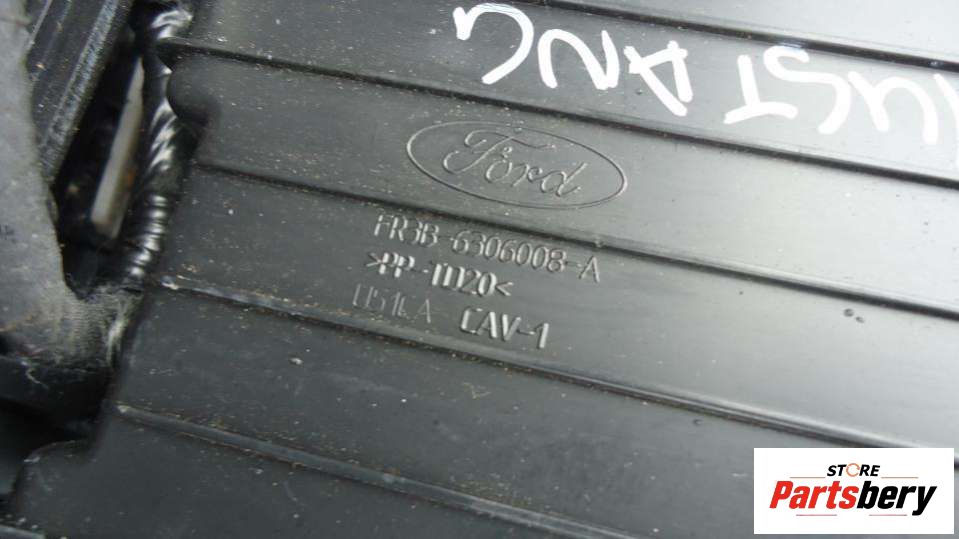 ANG
UST
Ford
FR3B-6306008-A
>PP-TD20<
CAV-1
STORE
Partsbery